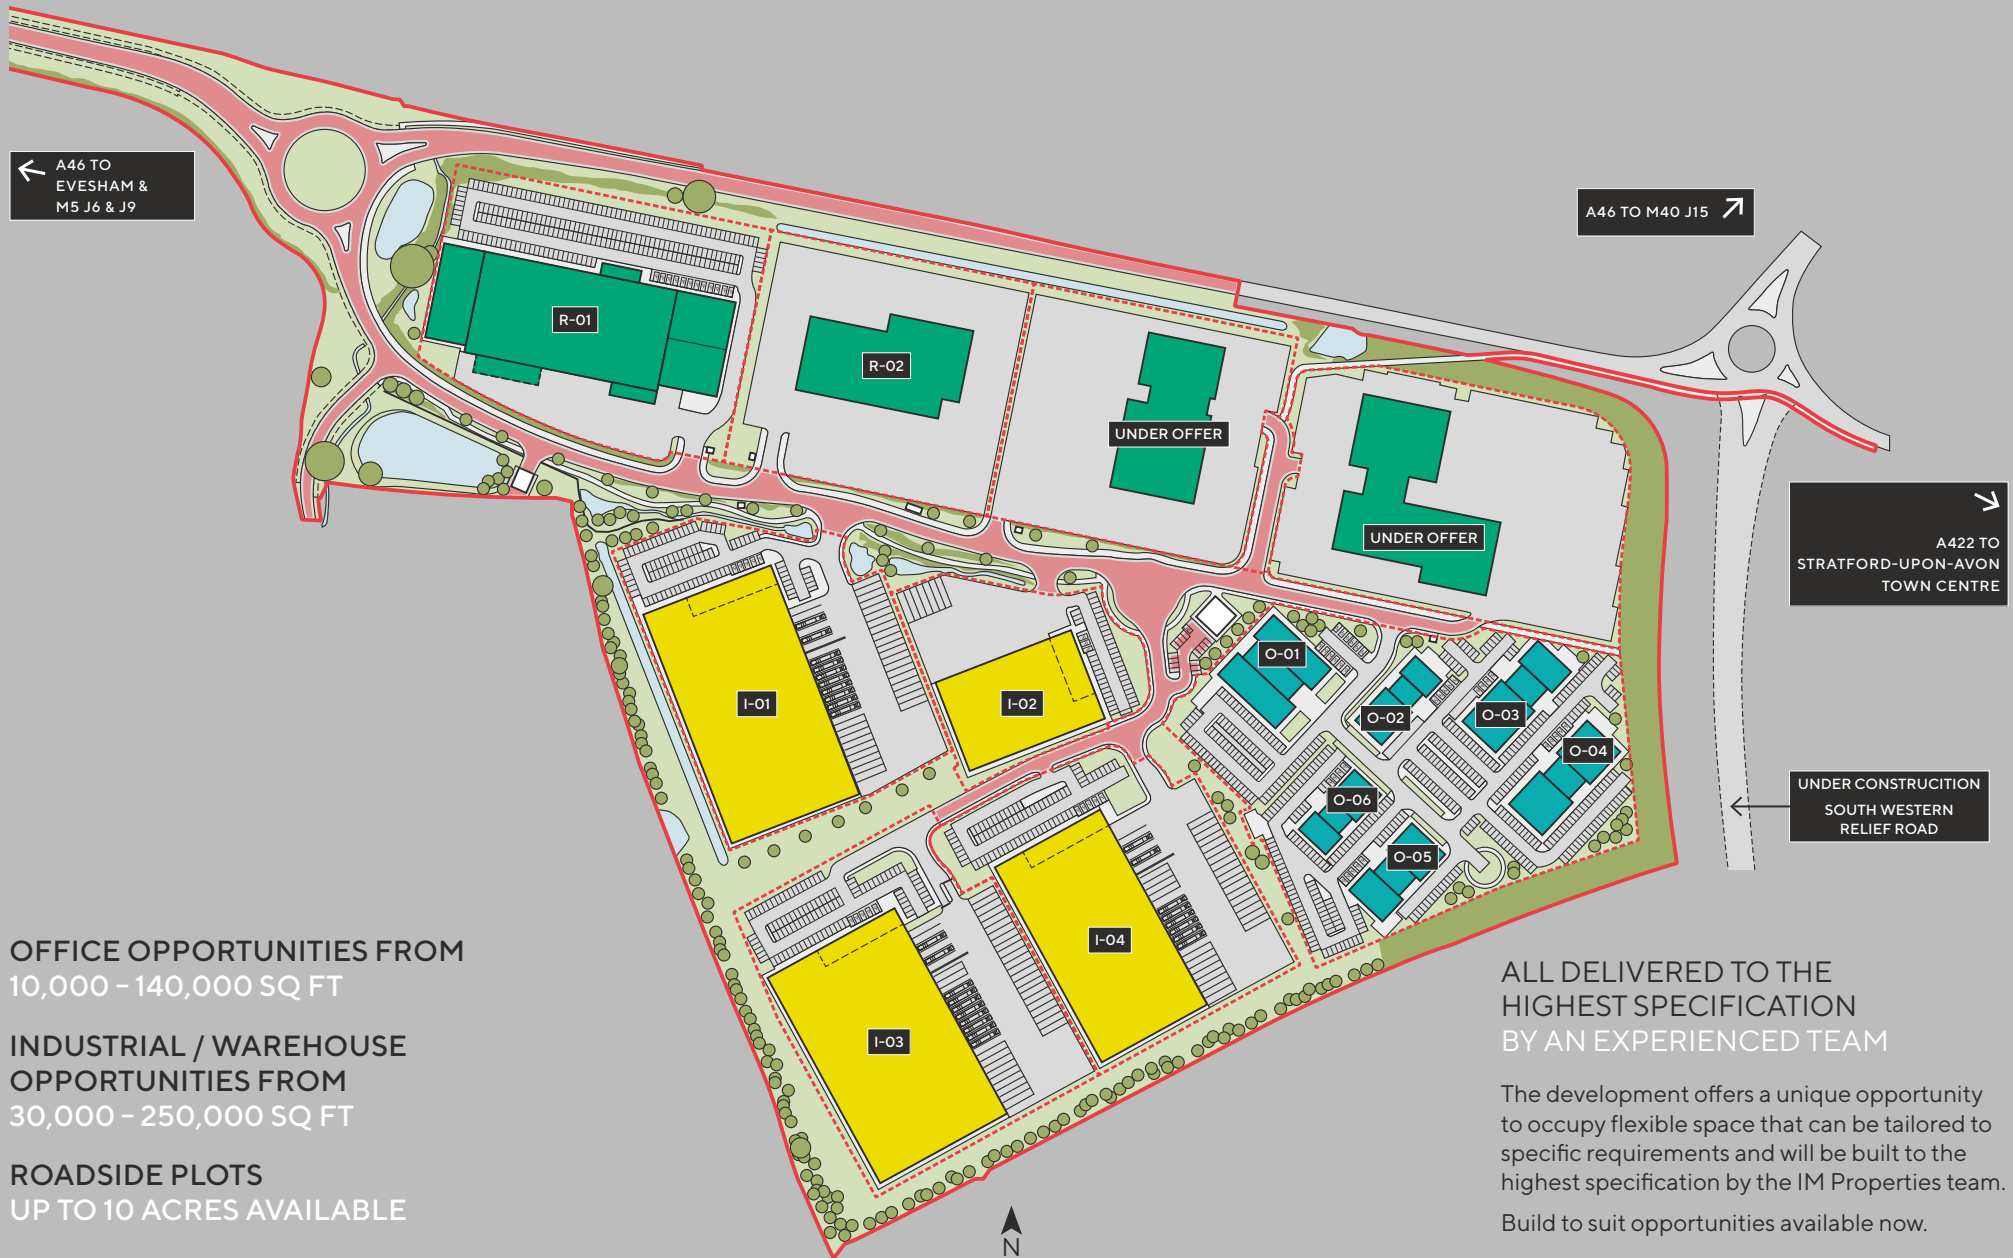 A46 TO
EVESHAM &
M5 J6 & J9
A46 TO M40 J15
R-01
R-02
UNDER OFFER
UNDER OFFER
A422 TO
STRATFORD-UPON-AVON
TOWN CENTRE
I-01
I-02
O-01
O-02
O-03
O-04
O-06
O-05
UNDER CONSTRUCITION
SOUTH WESTERN
RELIEF ROAD
I-04
I-03
OFFICE OPPORTUNITIES FROM
10,000 – 140,000 SQ FT
INDUSTRIAL / WAREHOUSE
OPPORTUNITIES FROM
30,000 – 250,000 SQ FT
ROADSIDE PLOTS
UP TO 10 ACRES AVAILABLE
N
ALL DELIVERED TO THE
HIGHEST SPECIFICATION
BY AN EXPERIENCED TEAM
The development offers a unique opportunity
to occupy flexible space that can be tailored to
specific requirements and will be built to the
highest specification by the IM Properties team.
Build to suit opportunities available now.